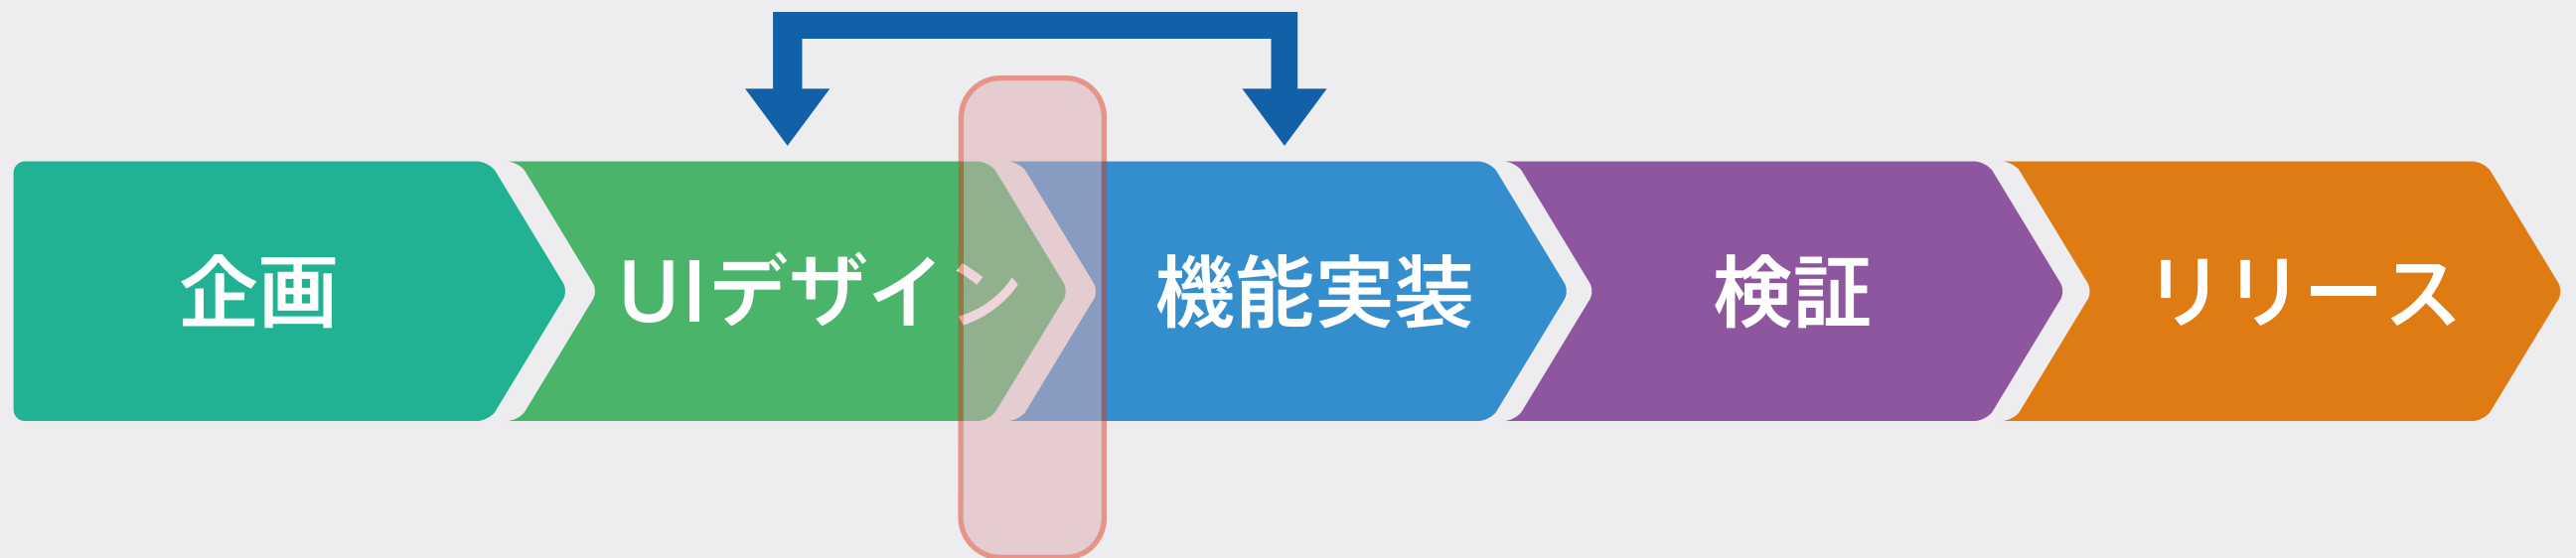 企画
UIデザイン
機能実装
検証
リリース